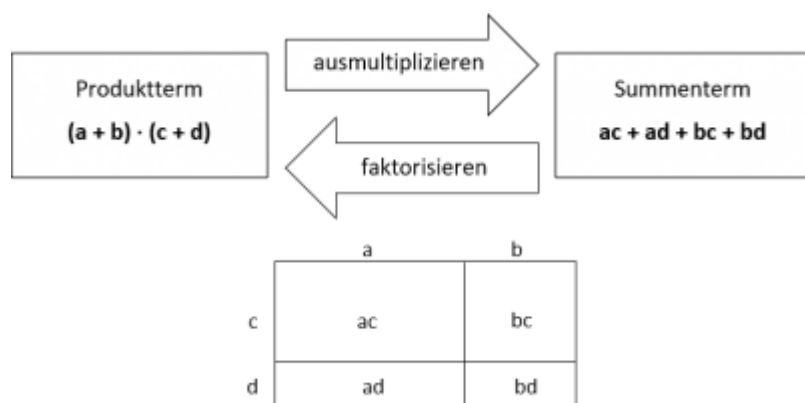 ausmultiplizieren
Produktterm
(a + b) · (c + d)
Summenterm
ac + ad + bc + bd
faktorisieren
a b
c ac bc
d ad bd